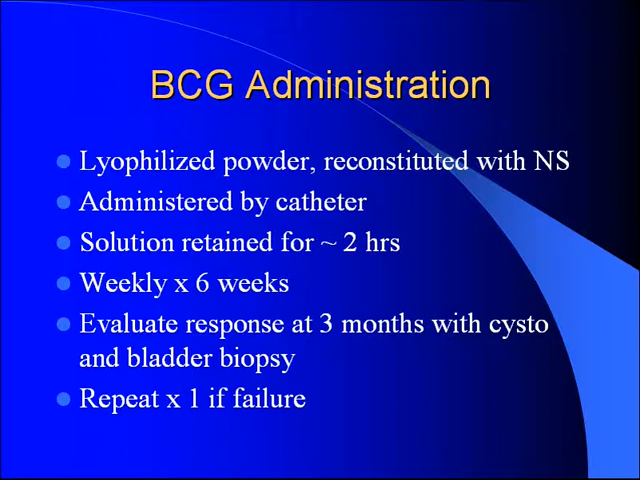 BCG Administration
Lyophilized powder, reconstituted with NS
Administered by catheter
Solution retained for ~ 2 hrs
Weekly x 6 weeks
Evaluate response at 3 months with cysto
and bladder biopsy
Repeat x 1 if failure